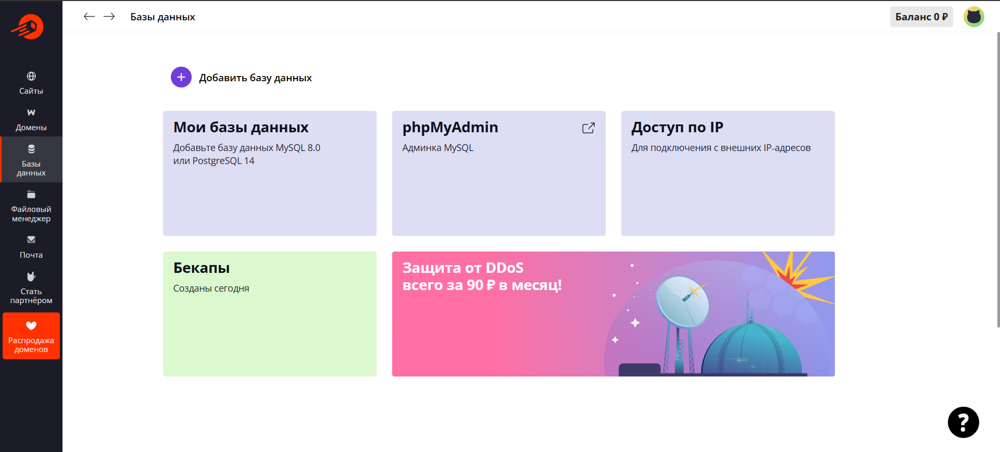 Базы данных
Баланс 0 ₽
Сайты
Домены
Базы
данных
Файловый
менеджер
Почта
Стать
партнёром
Распродажа
доменов
Добавить базу данных
Мои базы данных
Добавьте базу данных MySQL 8.0
или PostgreSQL 14
phpMyAdmin
Админка MySQL
Доступ по IP
Для подключения с внешних IP-адресов
Бекапы
Созданы сегодня
Защита от DDoS
всего за 90 ₽ в месяц!
?